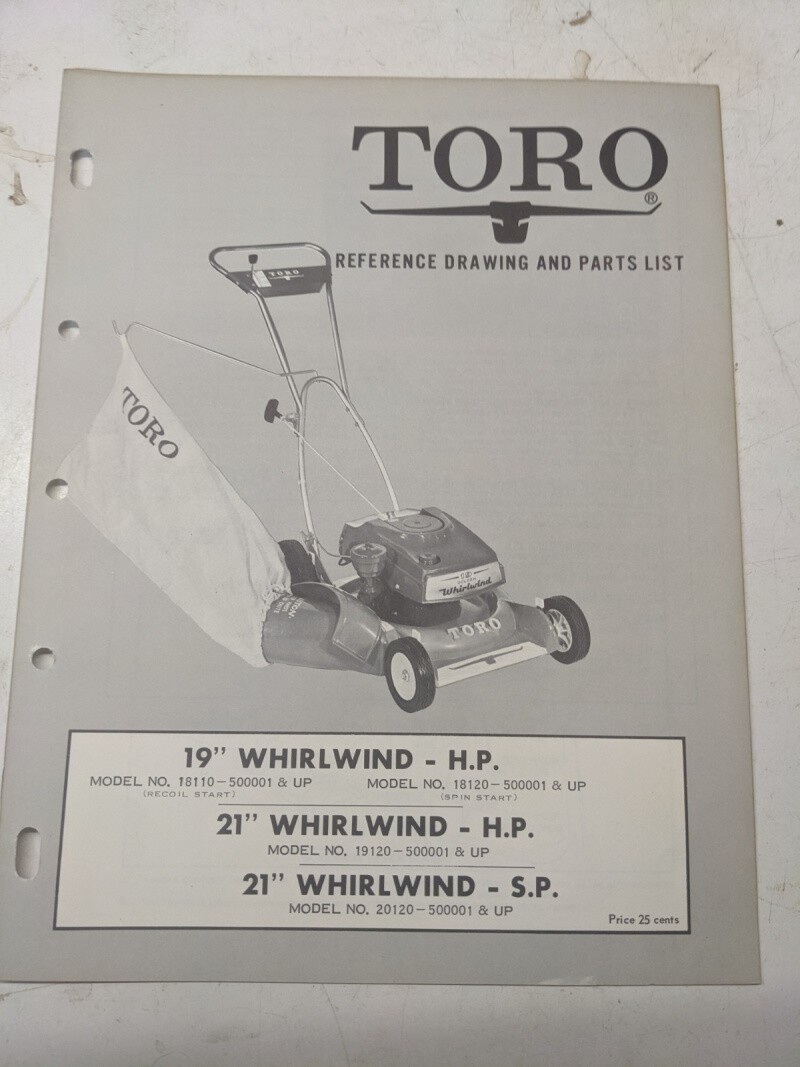 TORO
®
REFERENCE DRAWING AND PARTS LIST
TORO
TORO
Whirlwind
TORO
19" WHIRLWIND - H.P.
MODEL NO. 18110-500001 & UP MODEL NO. 18120-500001 & UP
(RECOIL START) (SPIN START)
21" WHIRLWIND - H.P.
MODEL NO. 19120-500001 & UP
21" WHIRLWIND - S.P.
MODEL NO. 20120-500001 & UP
Price 25 cents